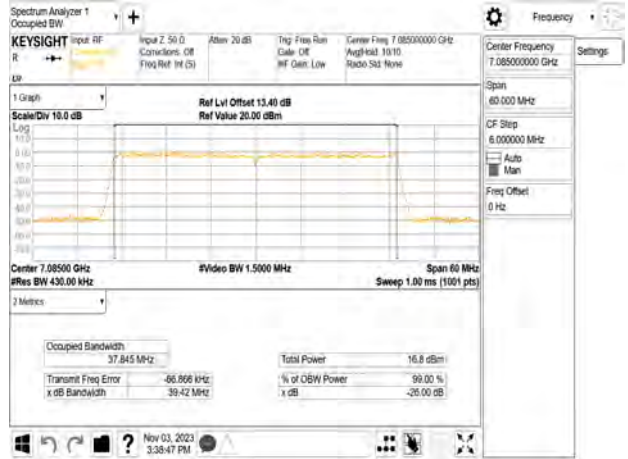 Spectrum Analyzer 1
Occupied BW
Frequency
KEYSIGHT Input: RF
R
Input Z: 50 Ω
Corrections: Off
Freq Ref: Int (S)
Atten: 20 dB
Trig: Free Run
Gate: Off
#IF Gain: Low
Center Freq: 7.085000000 GHz
Avg|Hold: 10/10
Radio Std: None
Center Frequency
7.085000000 GHz
Settings
Span
60.000 MHz
CF Step
6.000000 MHz
Auto
Man
Freq Offset
0 Hz
1 Graph
Scale/Div 10.0 dB
Ref Lvl Offset 13.40 dB
Ref Value 20.00 dBm
Log
10.0
0.00
Center 7.08500 GHz
#Res BW 430.00 kHz
#Video BW 1.5000 MHz
Span 60 MHz
Sweep 1.00 ms (1001 pts)
2 Metrics
Occupied Bandwidth
37.845 MHz
Total Power 16.8 dBm
Transmit Freq Error -66.866 kHz
% of OBW Power 99.00 %
x dB Bandwidth 39.42 MHz
x dB -26.00 dB
Nov 03, 2023
3:38:47 PM